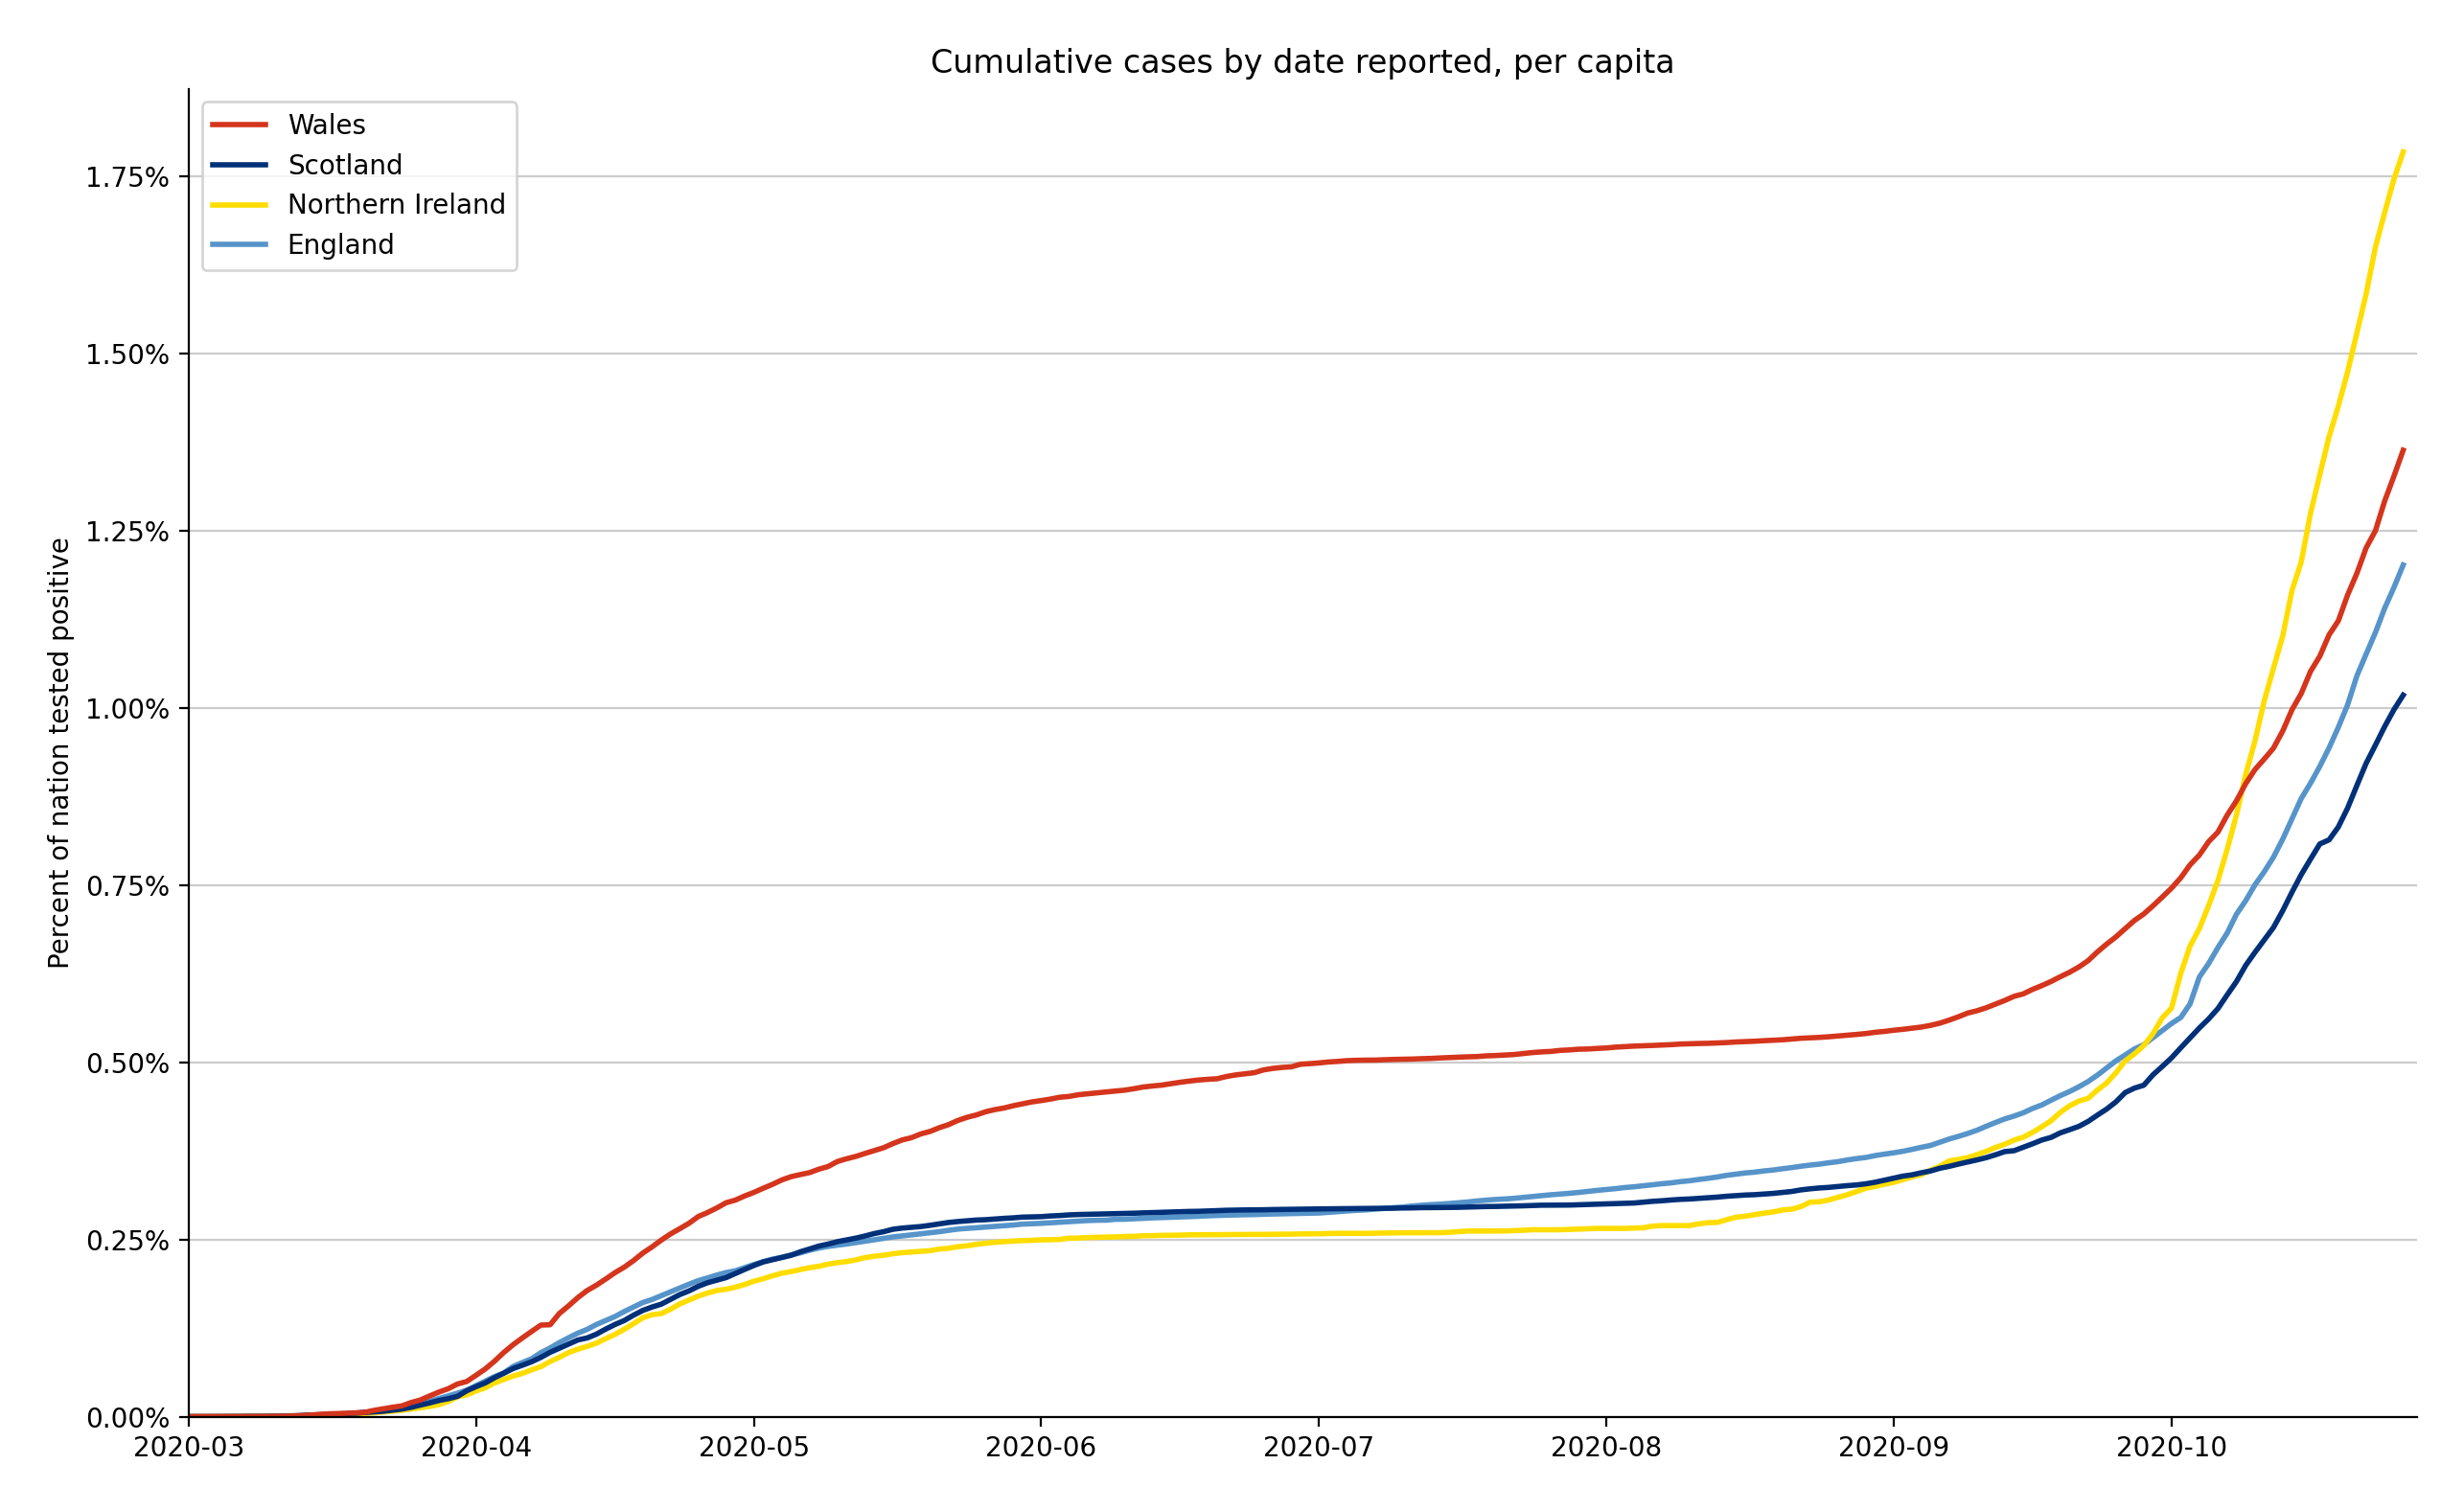 Cumulative cases by date reported, per capita
Wales
Scotland
Northern Ireland
England
Percent of nation tested positive
1.75%
1.50%
1.25%
1.00%
0.75%
0.50%
0.25%
0.00%
2020-03 2020-04 2020-05 2020-06 2020-07 2020-08 2020-09 2020-10